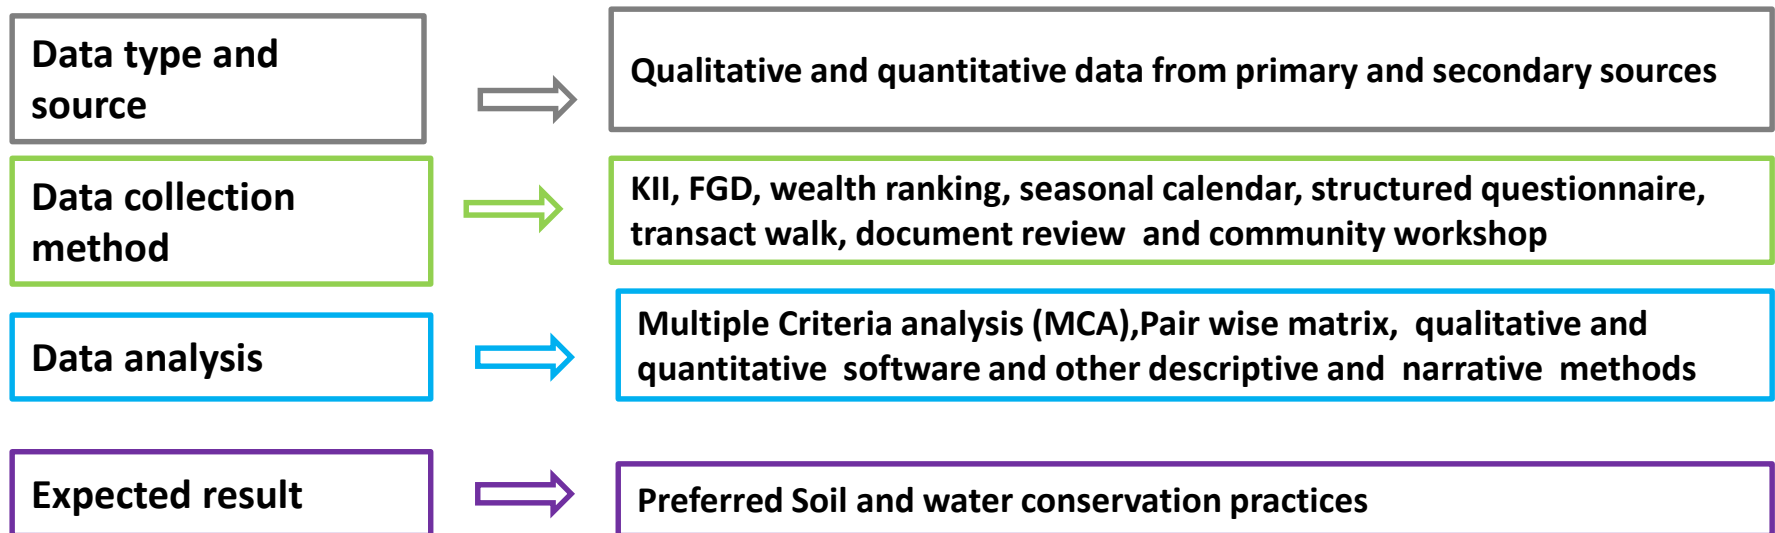 Data type and
source
Qualitative and quantitative data from primary and secondary sources
Data collection
method
KII, FGD, wealth ranking, seasonal calendar, structured questionnaire,
transact walk, document review and community workshop
Data analysis
Multiple Criteria analysis (MCA),Pair wise matrix, qualitative and
quantitative software and other descriptive and narrative methods
Expected result
Preferred Soil and water conservation practices